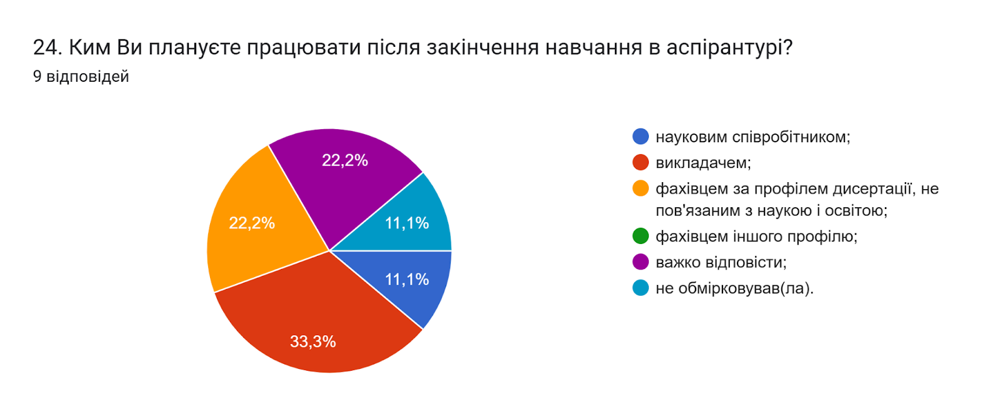 24. Ким Ви плануєте працювати після закінчення навчання в аспірантурі?
9 відповідей
22,2%
22,2%
11,1%
11,1%
33,3%
науковим співробітником;
викладачем;
фахівцем за профілем дисертації, не
пов'язаним з наукою і освітою;
фахівцем іншого профілю;
важко відповісти;
не обмірковував(ла).